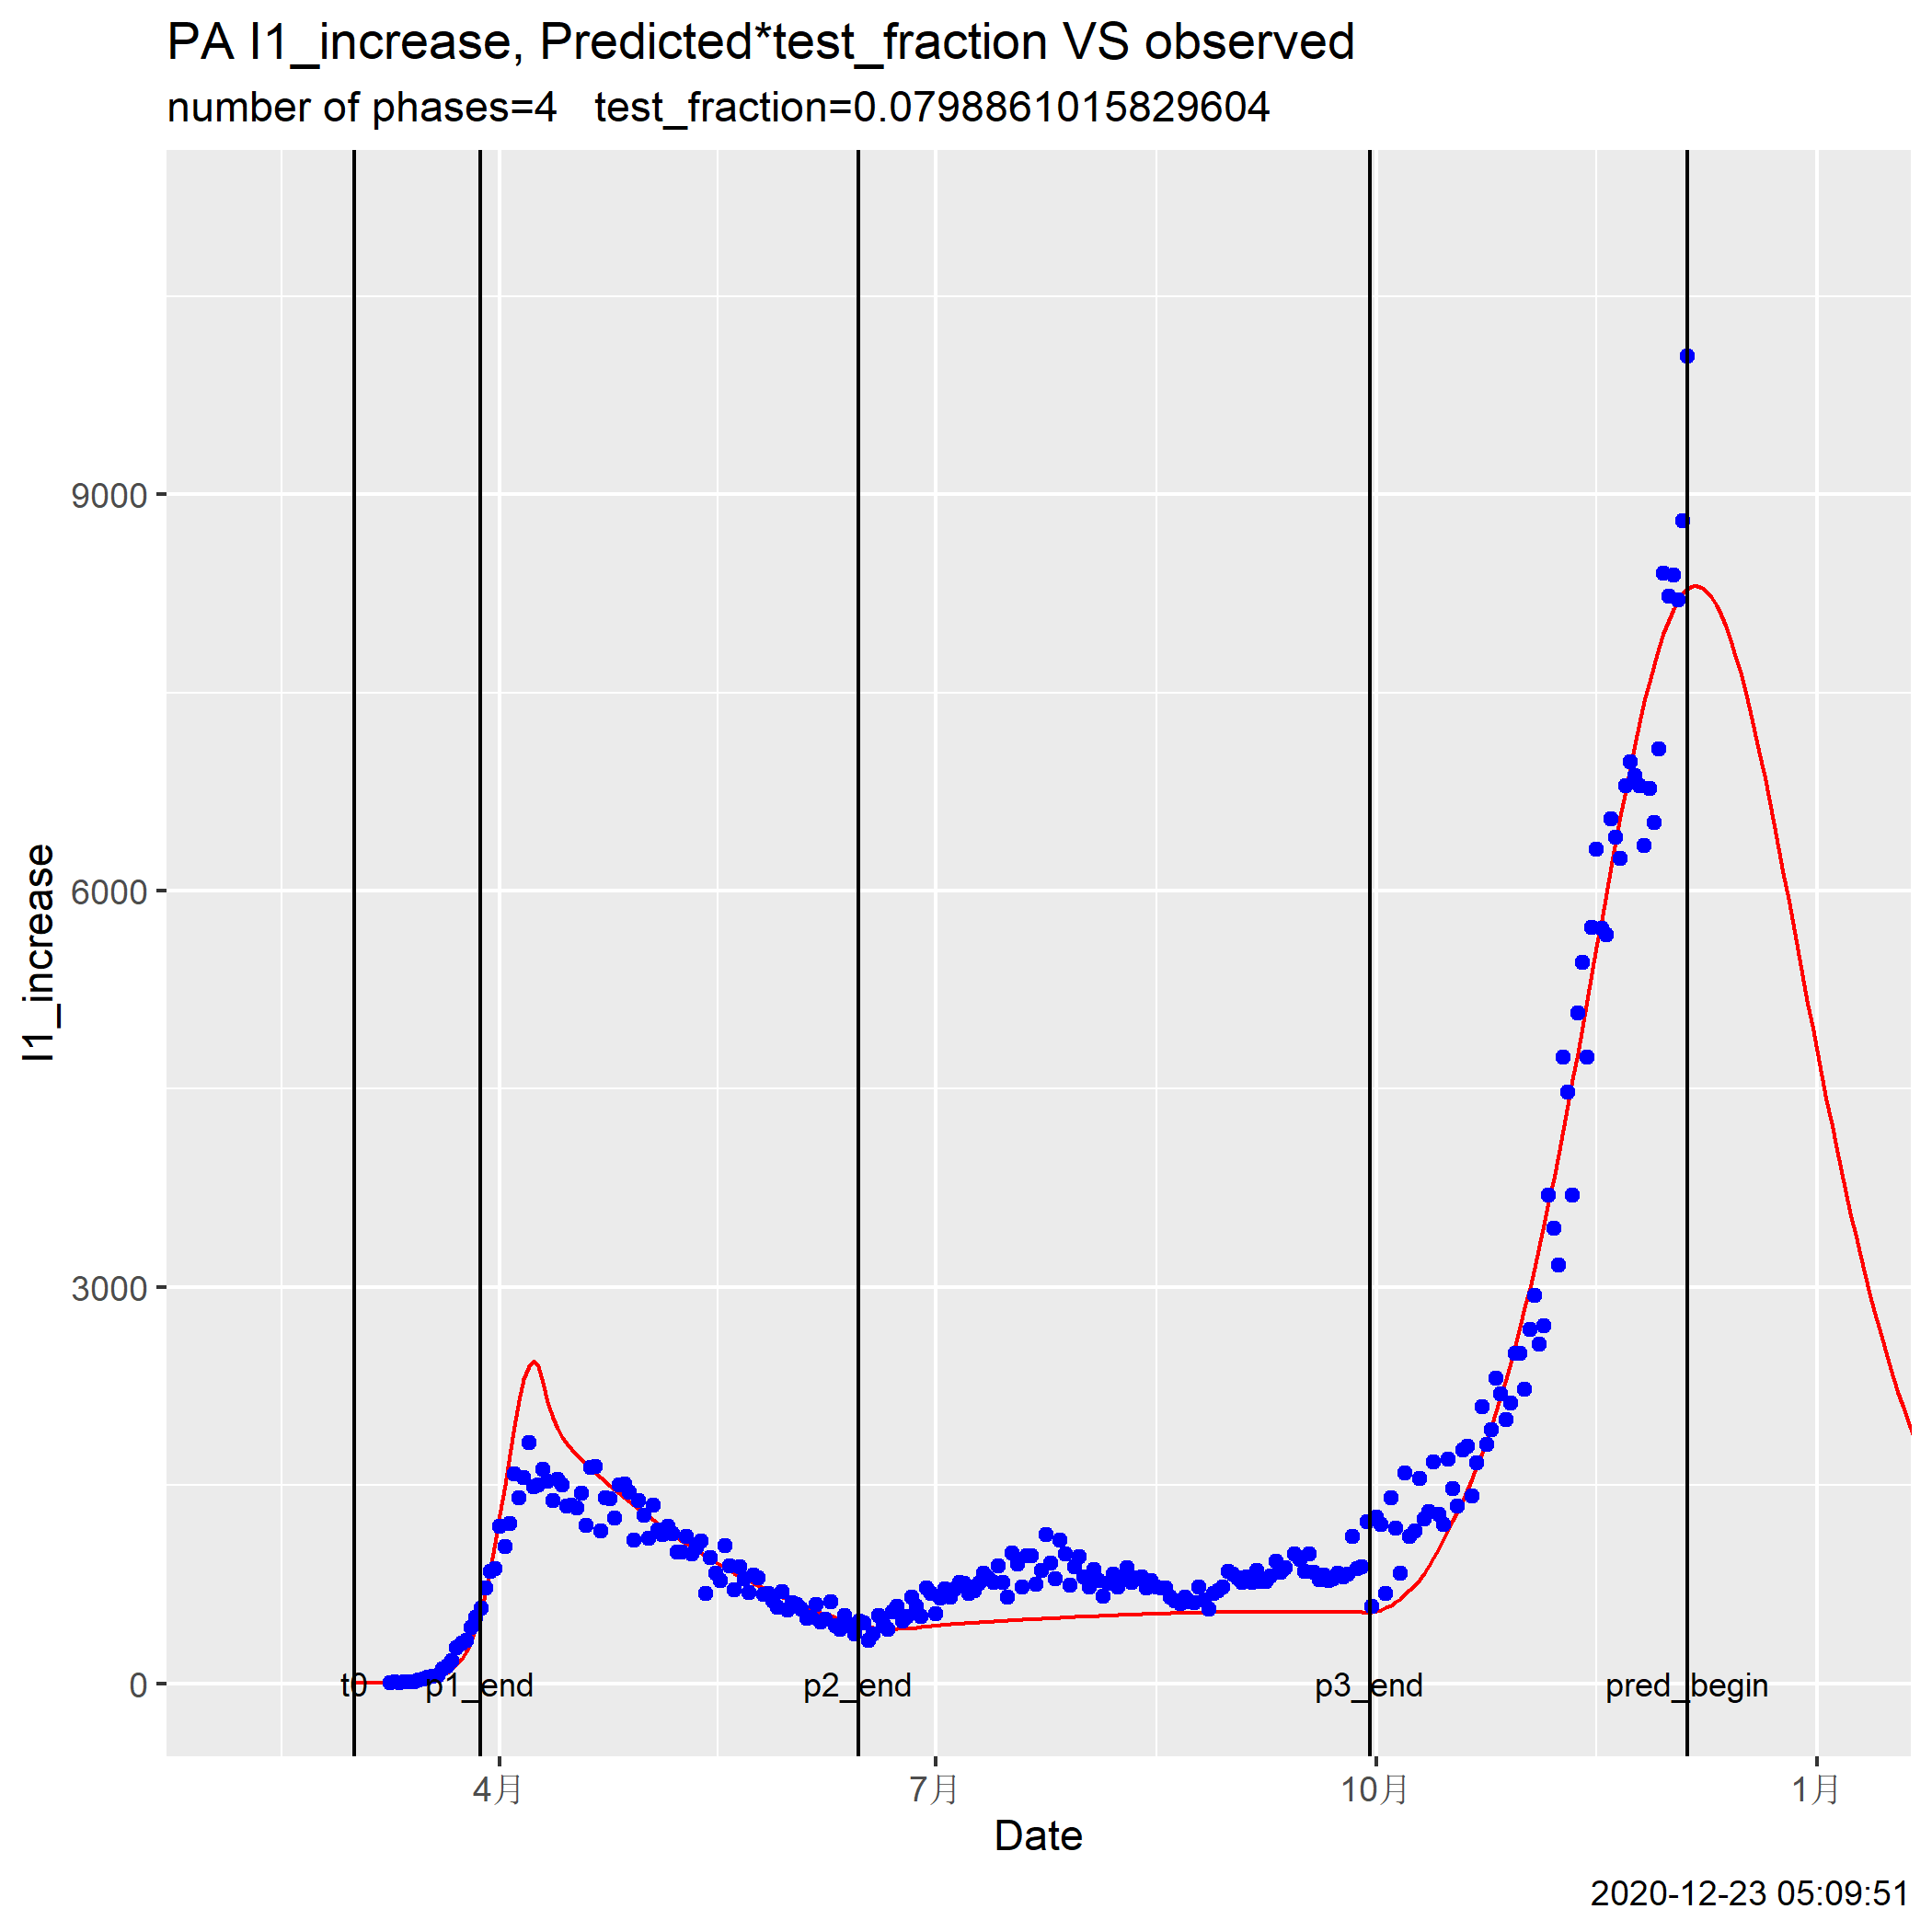 PA I1_increase, Predicted*test_fraction VS observed
number of phases=4   test_fraction=0.0798861015829604
I1_increase
9000
6000
3000
0
t0
p1_end
p2_end
p3_end
pred_begin
4月
7月
10月
1月
Date
2020-12-23 05:09:51